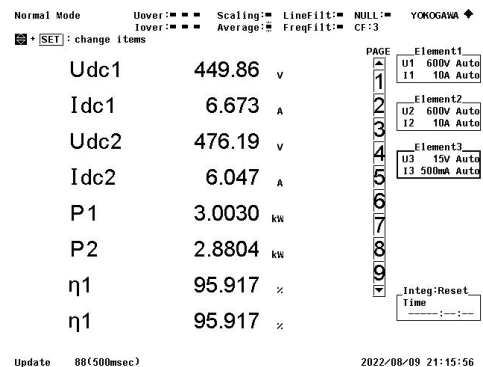 Normal Mode Uover:■ ■ ■ Scaling:■ LineFilt:■ NULL:■ YOKOGAWA ◆
Iover:■ ■ ■ Average:■ FreqFilt:■ CF:3
+ SET : change items
PAGE
Udc1 449.86 V
Idc1 6.673 A
Udc2 476.19 V
Idc2 6.047 A
P1 3.0030 kW
P2 2.8804 kW
η1 95.917 %
η1 95.917 %
▲
1
2
3
4
5
6
7
8
9
▼
Element1
U1 600V Auto
I1 10A Auto
Element2
U2 600V Auto
I2 10A Auto
Element3
U3 15V Auto
I3 500mA Auto
Integ:Reset
Time
-----:--:--
Update 88(500msec) 2022/08/09 21:15:56